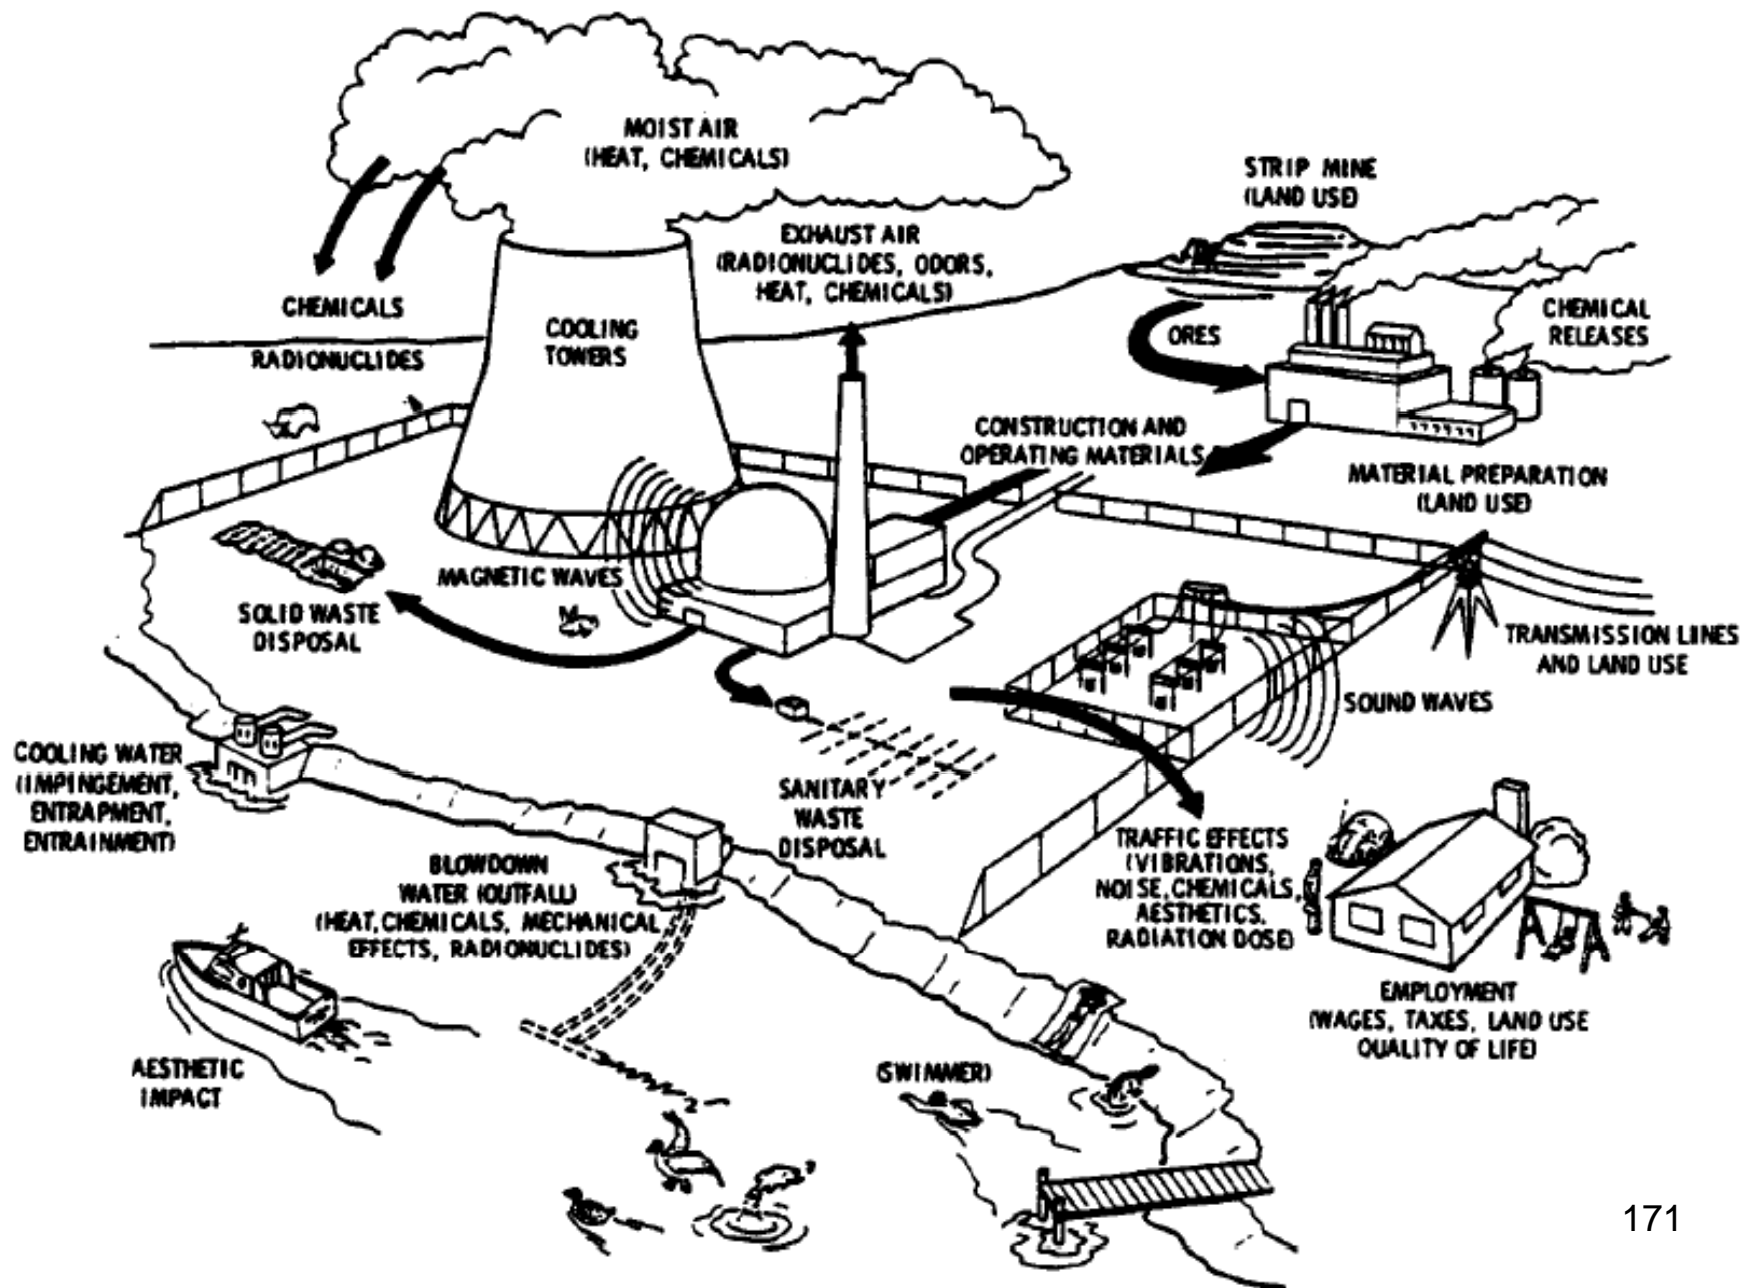 MOIST AIR
(HEAT, CHEMICALS)
STRIP MINE
(LAND USE)
EXHAUST AIR
(RADIONUCLIDES, ODORS,
HEAT, CHEMICALS)
CHEMICALS
RADIONUCLIDES
COOLING
TOWERS
ORES
CHEMICAL
RELEASES
CONSTRUCTION AND
OPERATING MATERIALS
MATERIAL PREPARATION
(LAND USE)
MAGNETIC WAVES
SOLID WASTE
DISPOSAL
TRANSMISSION LINES
AND LAND USE
SOUND WAVES
COOLING WATER
(IMPINGEMENT,
ENTRAPMENT,
ENTRAINMENT)
SANITARY
WASTE
DISPOSAL
BLOWDOWN
WATER (OUTFALL)
(HEAT, CHEMICALS, MECHANICAL
EFFECTS, RADIONUCLIDES)
TRAFFIC EFFECTS
(VIBRATIONS,
NOISE, CHEMICALS,
AESTHETICS.
RADIATION DOSE)
EMPLOYMENT
(WAGES, TAXES, LAND USE
QUALITY OF LIFE)
AESTHETIC
IMPACT
(SWIMMER)
171